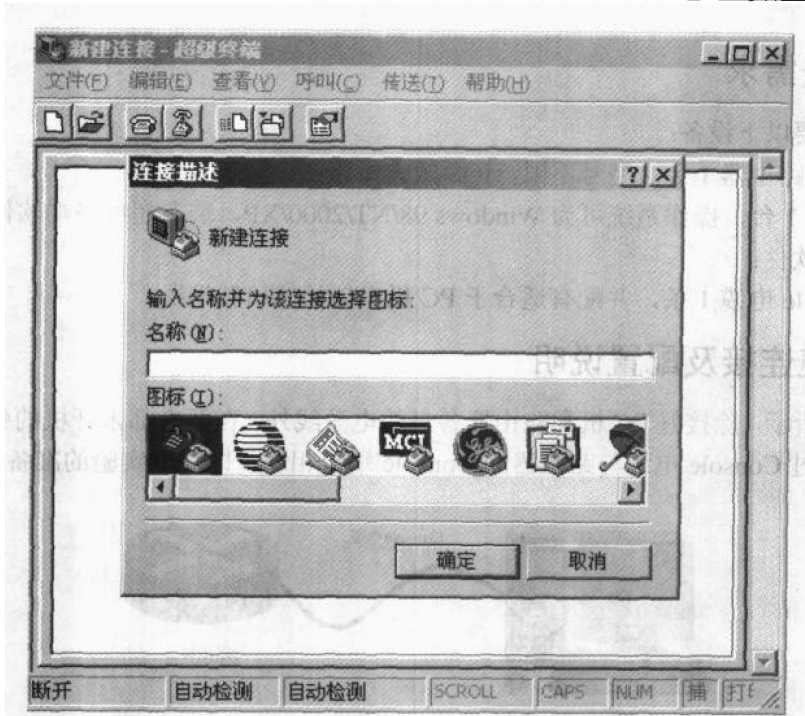 新建连接 - 超级终端
文件(F) 编辑(E) 查看(V) 呼叫(C) 传送(T) 帮助(H)
连接描述
新建连接
输入名称并为该连接选择图标:
名称(N):
图标(I):
MCI
确定 取消
断开 自动检测 自动检测 SCROLL CAPS NUM 捕